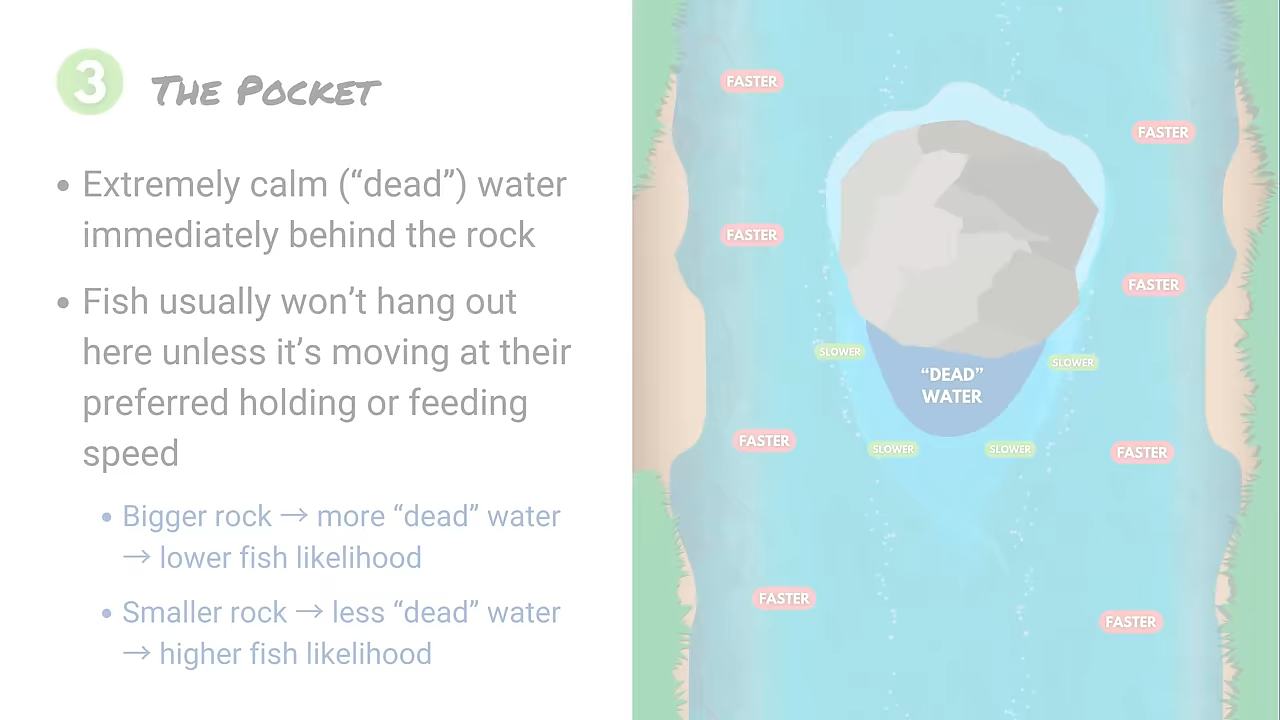 3 The Pocket
• Extremely calm (“dead”) water
immediately behind the rock
• Fish usually won’t hang out
here unless it’s moving at their
preferred holding or feeding
speed
• Bigger rock → more “dead” water
→ lower fish likelihood
• Smaller rock → less “dead” water
→ higher fish likelihood
FASTER
FASTER
FASTER
FASTER
SLOWER
SLOWER
“DEAD”
WATER
FASTER
SLOWER
SLOWER
FASTER
FASTER
FASTER